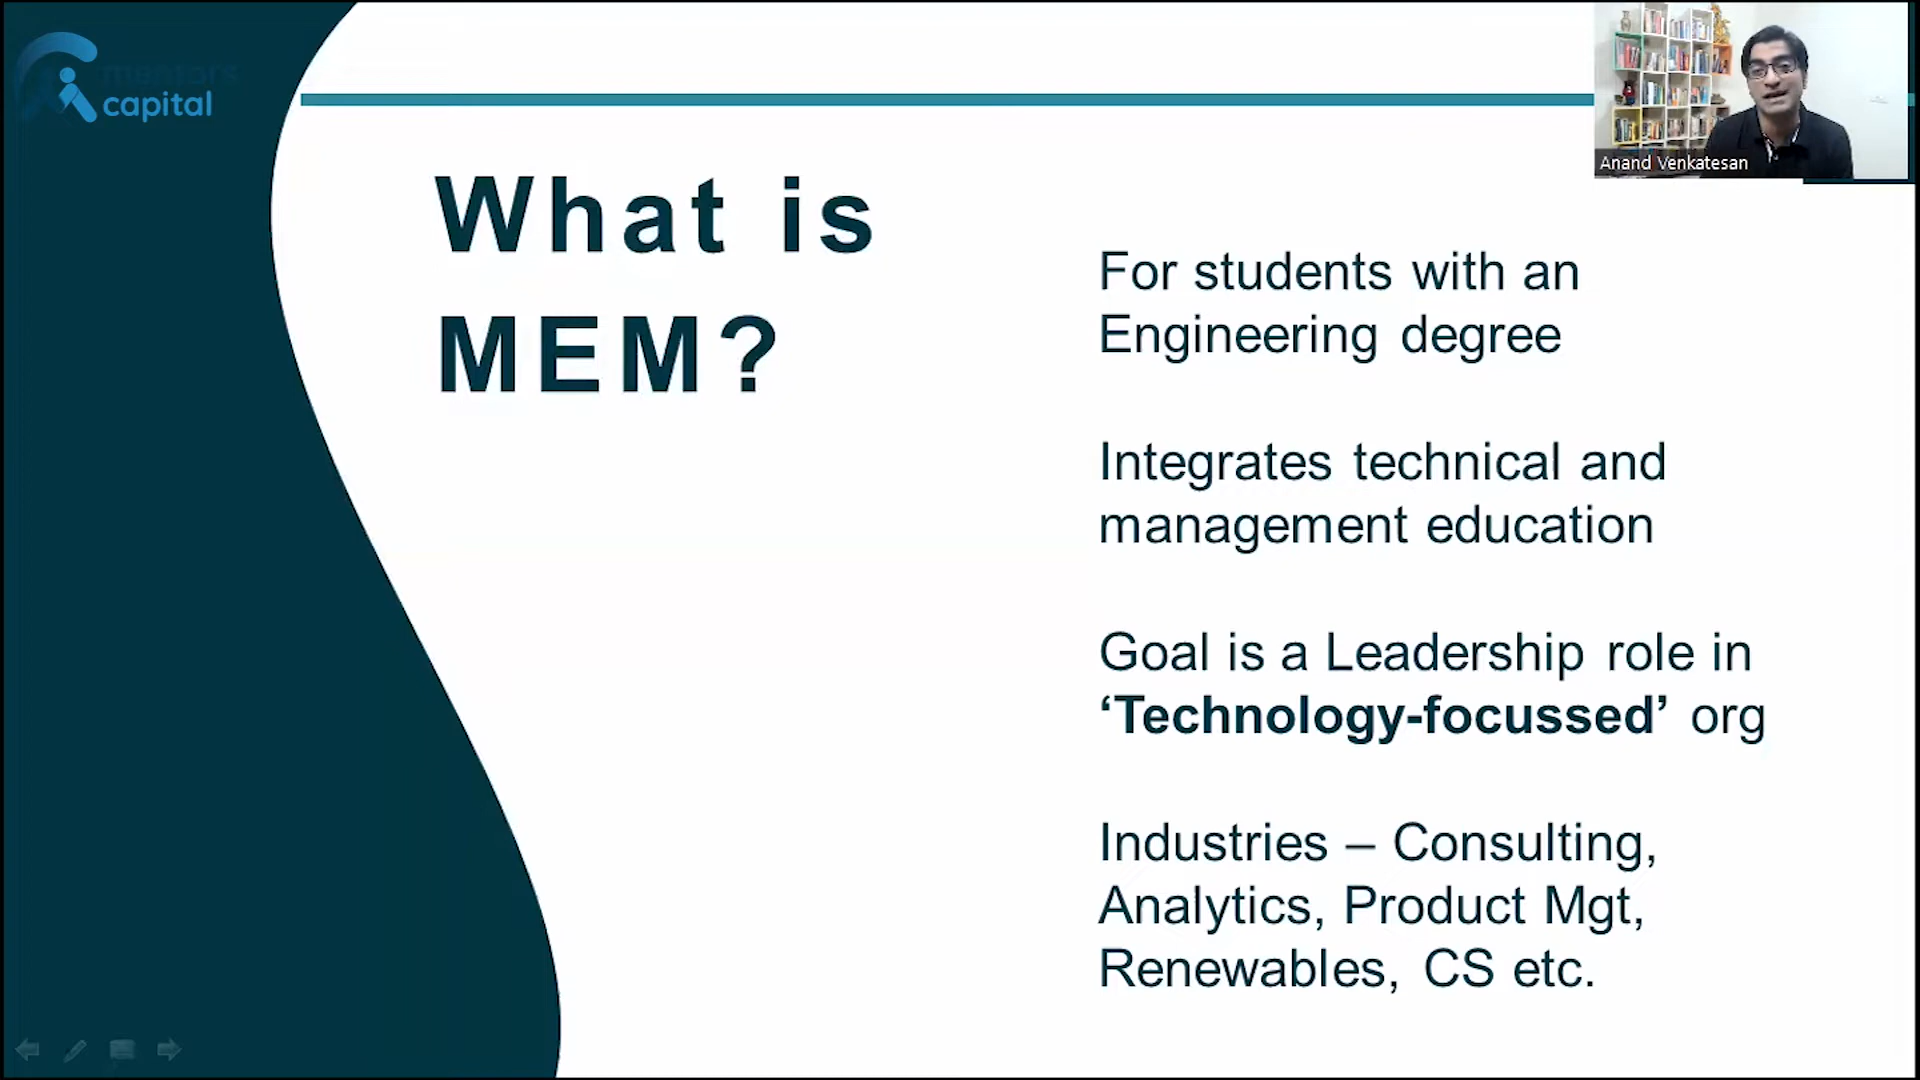 mentors
capital
Anand Venkatesan
What is
MEM?
For students with an
Engineering degree
Integrates technical and
management education
Goal is a Leadership role in
‘Technology-focussed’ org
Industries – Consulting,
Analytics, Product Mgt,
Renewables, CS etc.